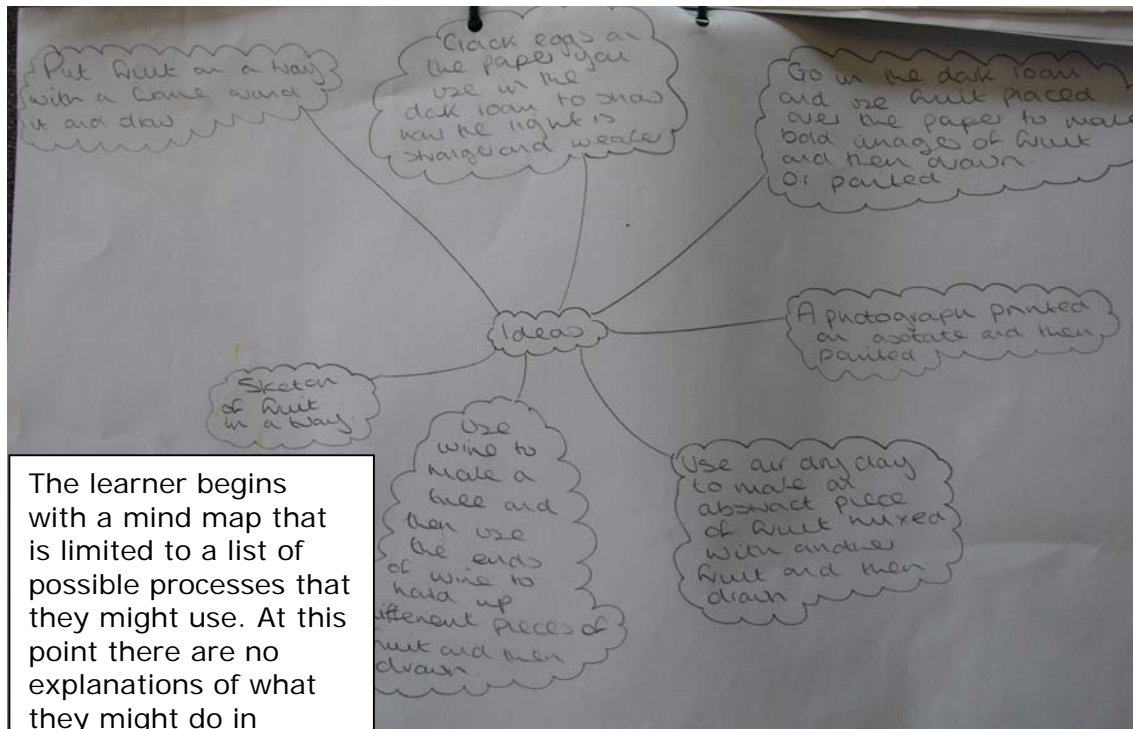 Put fruit on a tray
with a frame around
it and draw
Crack eggs on
the paper you
use in the
dark room to show
how the light is
stronger and weaker
Go in the dark room
and use fruit placed
over the paper to make
bold images of fruit
and then drawn
or painted
Ideas
A photograph printed
on asotate and then
painted
Sketch
of fruit
in a tray.
Use
wire to
make a
tree and
then use
the ends
of wire to
hold up
different pieces of
fruit and then
drawn
Use air dry clay
to make an
abstract piece
of fruit mixed
with another
fruit and then
drawn
The learner begins
with a mind map that
is limited to a list of
possible processes that
they might use. At this
point there are no
explanations of what
they might do in